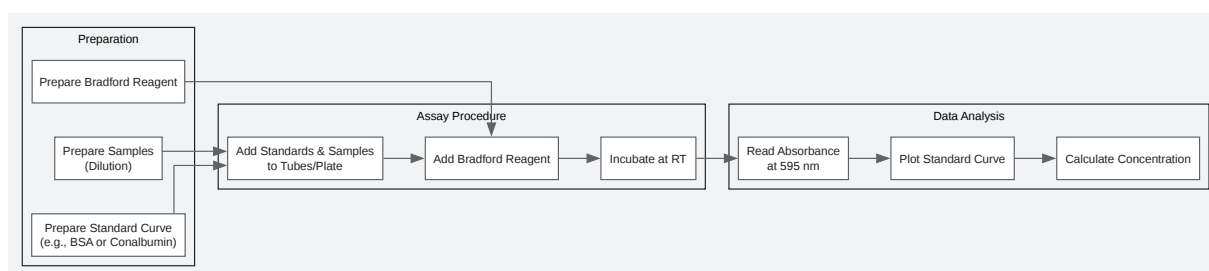 Preparation
Prepare Bradford Reagent
Prepare Samples
(Dilution)
Prepare Standard Curve
(e.g., BSA or Conalbumin)
Assay Procedure
Add Standards & Samples
to Tubes/Plate
Add Bradford Reagent
Incubate at RT
Data Analysis
Read Absorbance
at 595 nm
Plot Standard Curve
Calculate Concentration